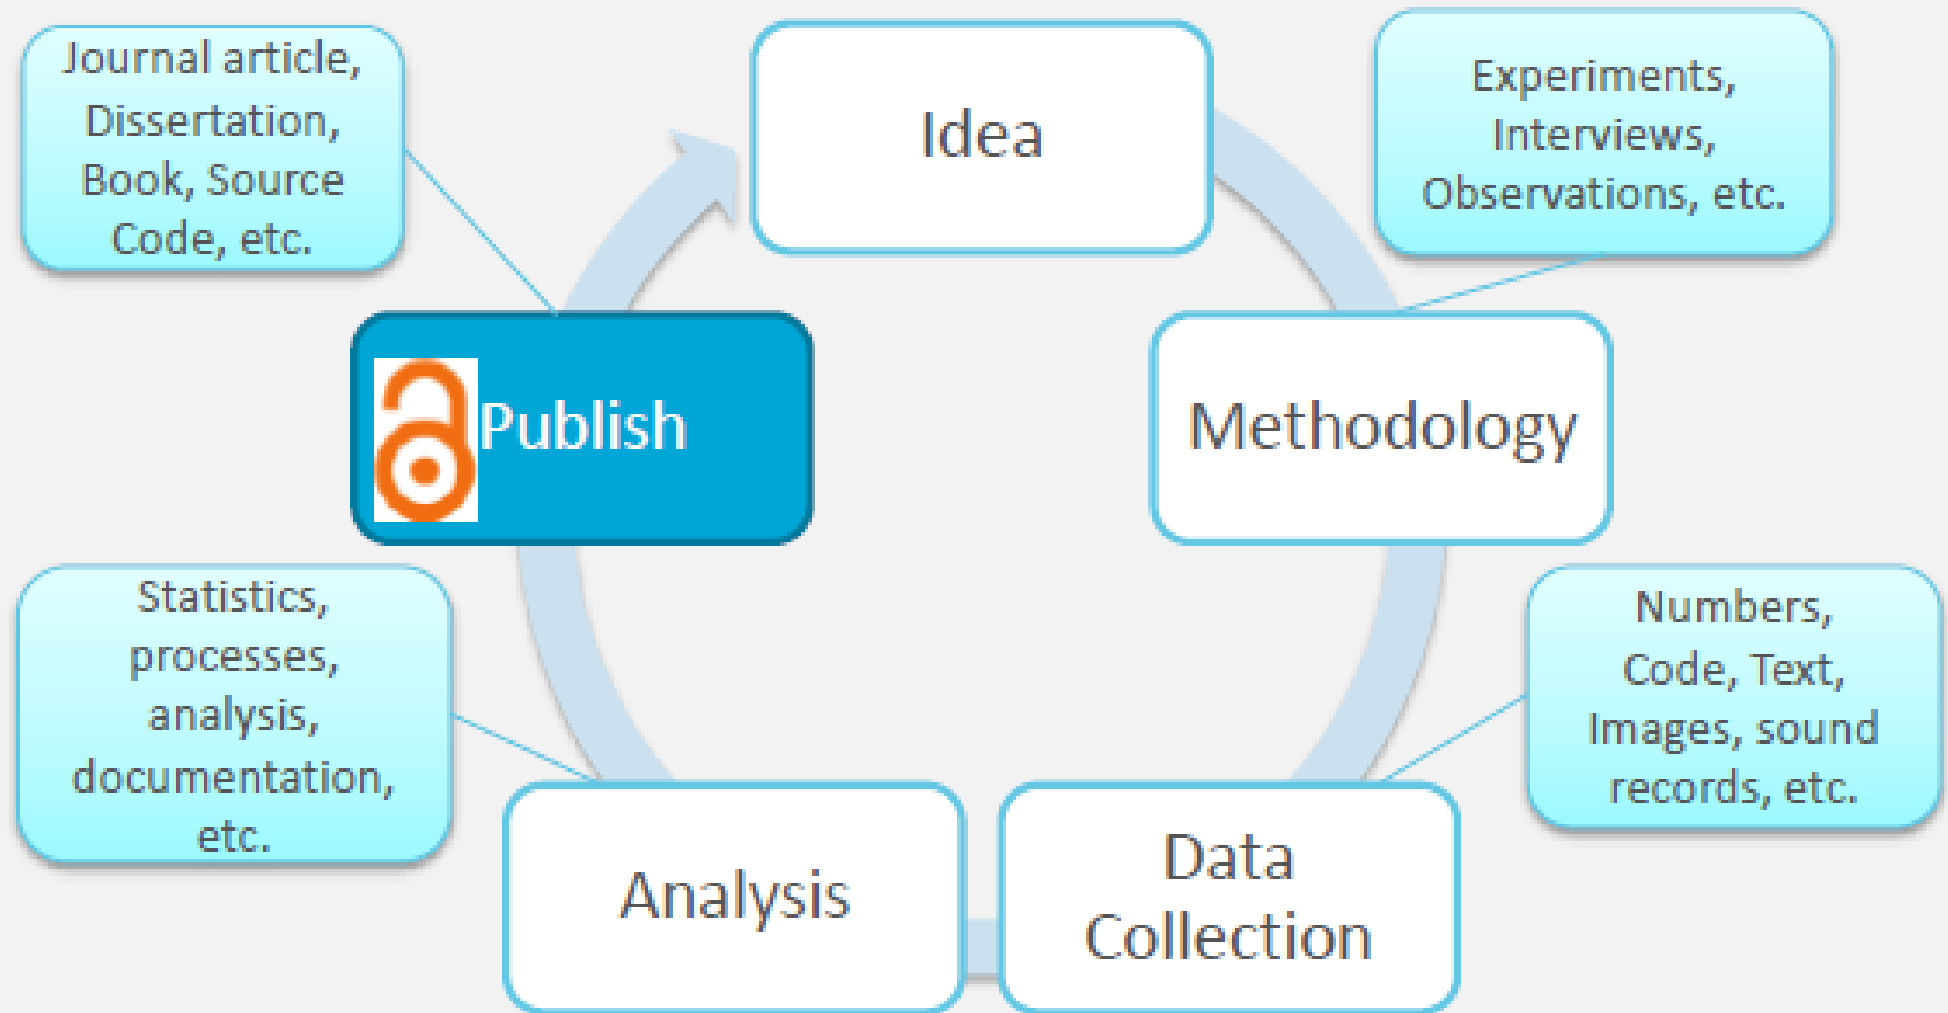 Journal article,
Dissertation,
Book, Source
Code, etc.
Idea
Experiments,
Interviews,
Observations, etc.
Publish
Methodology
Statistics,
processes,
analysis,
documentation,
etc.
Numbers,
Code, Text,
Images, sound
records, etc.
Analysis
Data
Collection